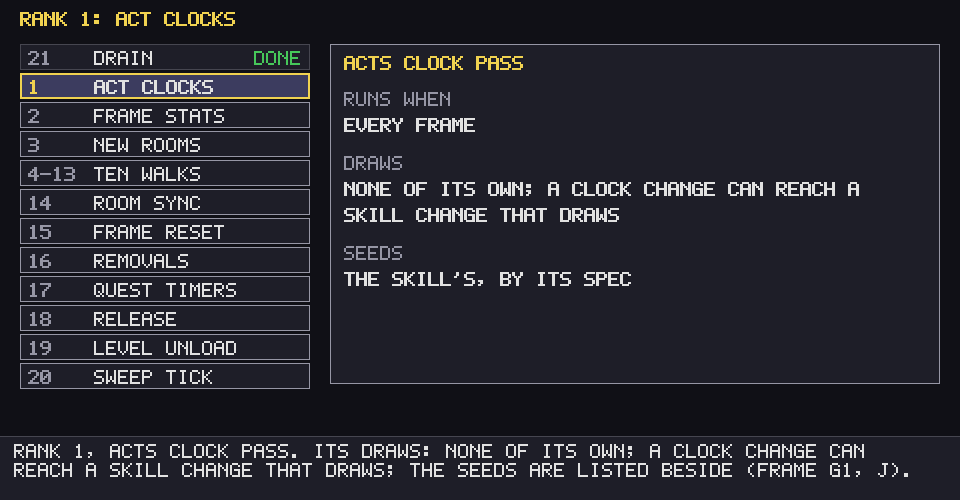 RANK 1: ACT CLOCKS
21 DRAIN DONE
1 ACT CLOCKS
2 FRAME STATS
3 NEW ROOMS
4-13 TEN WALKS
14 ROOM SYNC
15 FRAME RESET
16 REMOVALS
17 QUEST TIMERS
18 RELEASE
19 LEVEL UNLOAD
20 SWEEP TICK
ACTS CLOCK PASS
RUNS WHEN
EVERY FRAME
DRAWS
NONE OF ITS OWN; A CLOCK CHANGE CAN REACH A
SKILL CHANGE THAT DRAWS
SEEDS
THE SKILL'S, BY ITS SPEC
RANK 1, ACTS CLOCK PASS. ITS DRAWS: NONE OF ITS OWN; A CLOCK CHANGE CAN
REACH A SKILL CHANGE THAT DRAWS; THE SEEDS ARE LISTED BESIDE (FRAME G1, J).